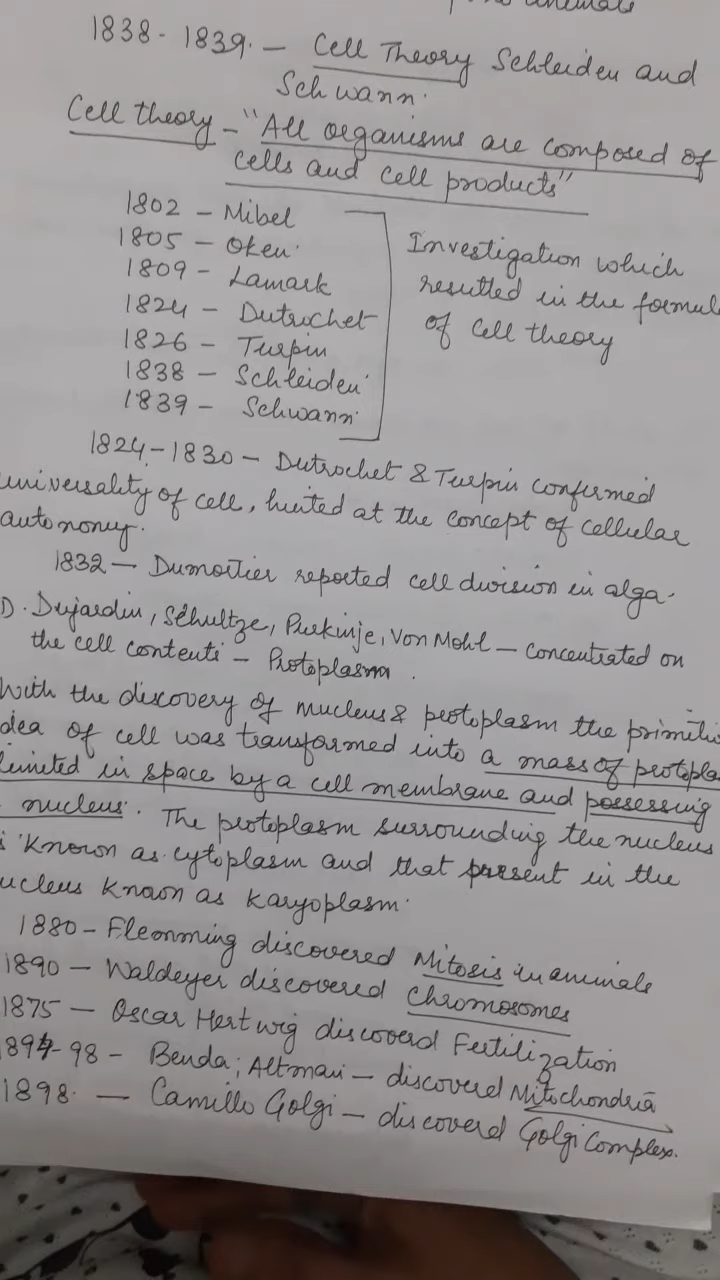 animals
1838 - 1839 - Cell Theory Schleiden and
Schwann.
Cell theory - "All organisms are composed of
cells and cell products"
1802 - Mibel
1805 - Oken
1809 - Lamark
1824 - Dutrochet
1826 - Turpin
1838 - Schleiden
1839 - Schwann
Investigation which
resulted in the formul
of cell theory
1824-1830 - Dutrochet & Turpin confirmed
universality of cell, hinted at the concept of cellular
autonomy.
1832 - Dumortier reported cell division in alga.
D. Dujardin, Schultze, Purkinje, Von Mohl - concentrated on
the cell contents - Protoplasm.
With the discovery of nucleus & protoplasm the primiti
dea of cell was transformed into a mass of protopla
limited in space by a cell membrane and possessing
nucleus. The protoplasm surrounding the nucleus
is known as cytoplasm and that present in the
ucleus known as Karyoplasm.
1880 - Flemming discovered Mitosis in animals
1890 - Waldeyer discovered Chromosomes
1875 - Oscar Hertwig discoverd Fertilization
1894-98 - Benda; Altman - discovered Mitochondria
1898. - Camillo Golgi - discoverd Golgi Complex.